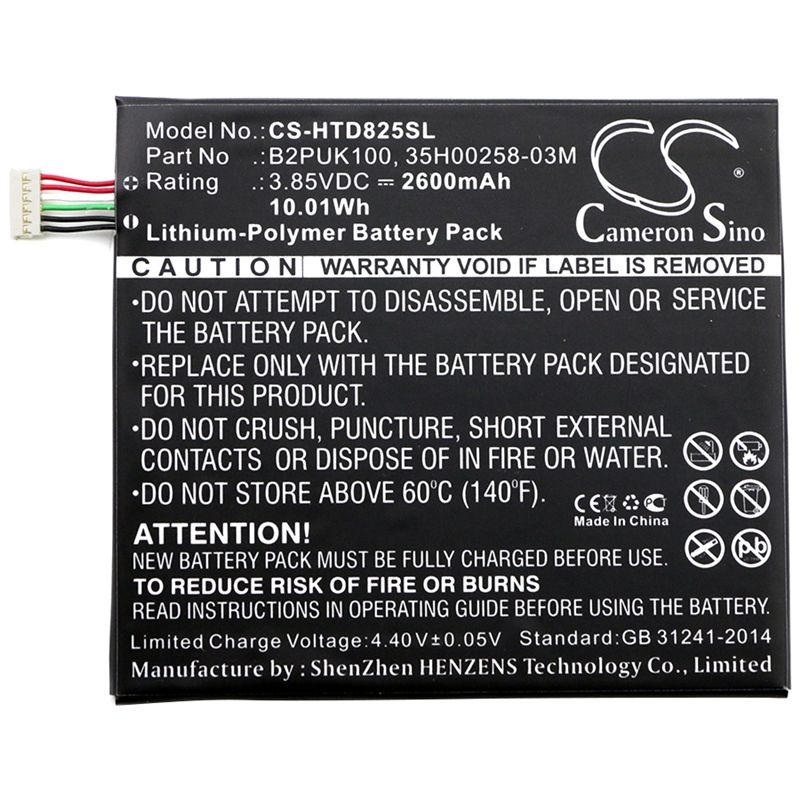 Model No.: CS-HTD825SL
Part No : B2PUK100, 35H00258-03M
Rating : 3.85VDC ⎓ 2600mAh
10.01Wh
Lithium-Polymer Battery Pack
CS
®
Cameron Sino
CAUTION WARRANTY VOID IF LABEL IS REMOVED
•DO NOT ATTEMPT TO DISASSEMBLE, OPEN OR SERVICE
THE BATTERY PACK.
•REPLACE ONLY WITH THE BATTERY PACK DESIGNATED
FOR THIS PRODUCT.
•DO NOT CRUSH, PUNCTURE, SHORT EXTERNAL
CONTACTS OR DISPOSE OF IN FIRE OR WATER.
•DO NOT STORE ABOVE 60°C (140°F).
CE PG
Made In China
Pb
ATTENTION!
NEW BATTERY PACK MUST BE FULLY CHARGED BEFORE USE.
TO REDUCE RISK OF FIRE OR BURNS:
READ INSTRUCTIONS, OPERATING GUIDE BEFORE USING THE BATTERY.
Limited Charge Voltage:4.40V±0.05V Standard:GB 31241-2014
Manufacture by : ShenZhen HENZENS Technology Co., Limited